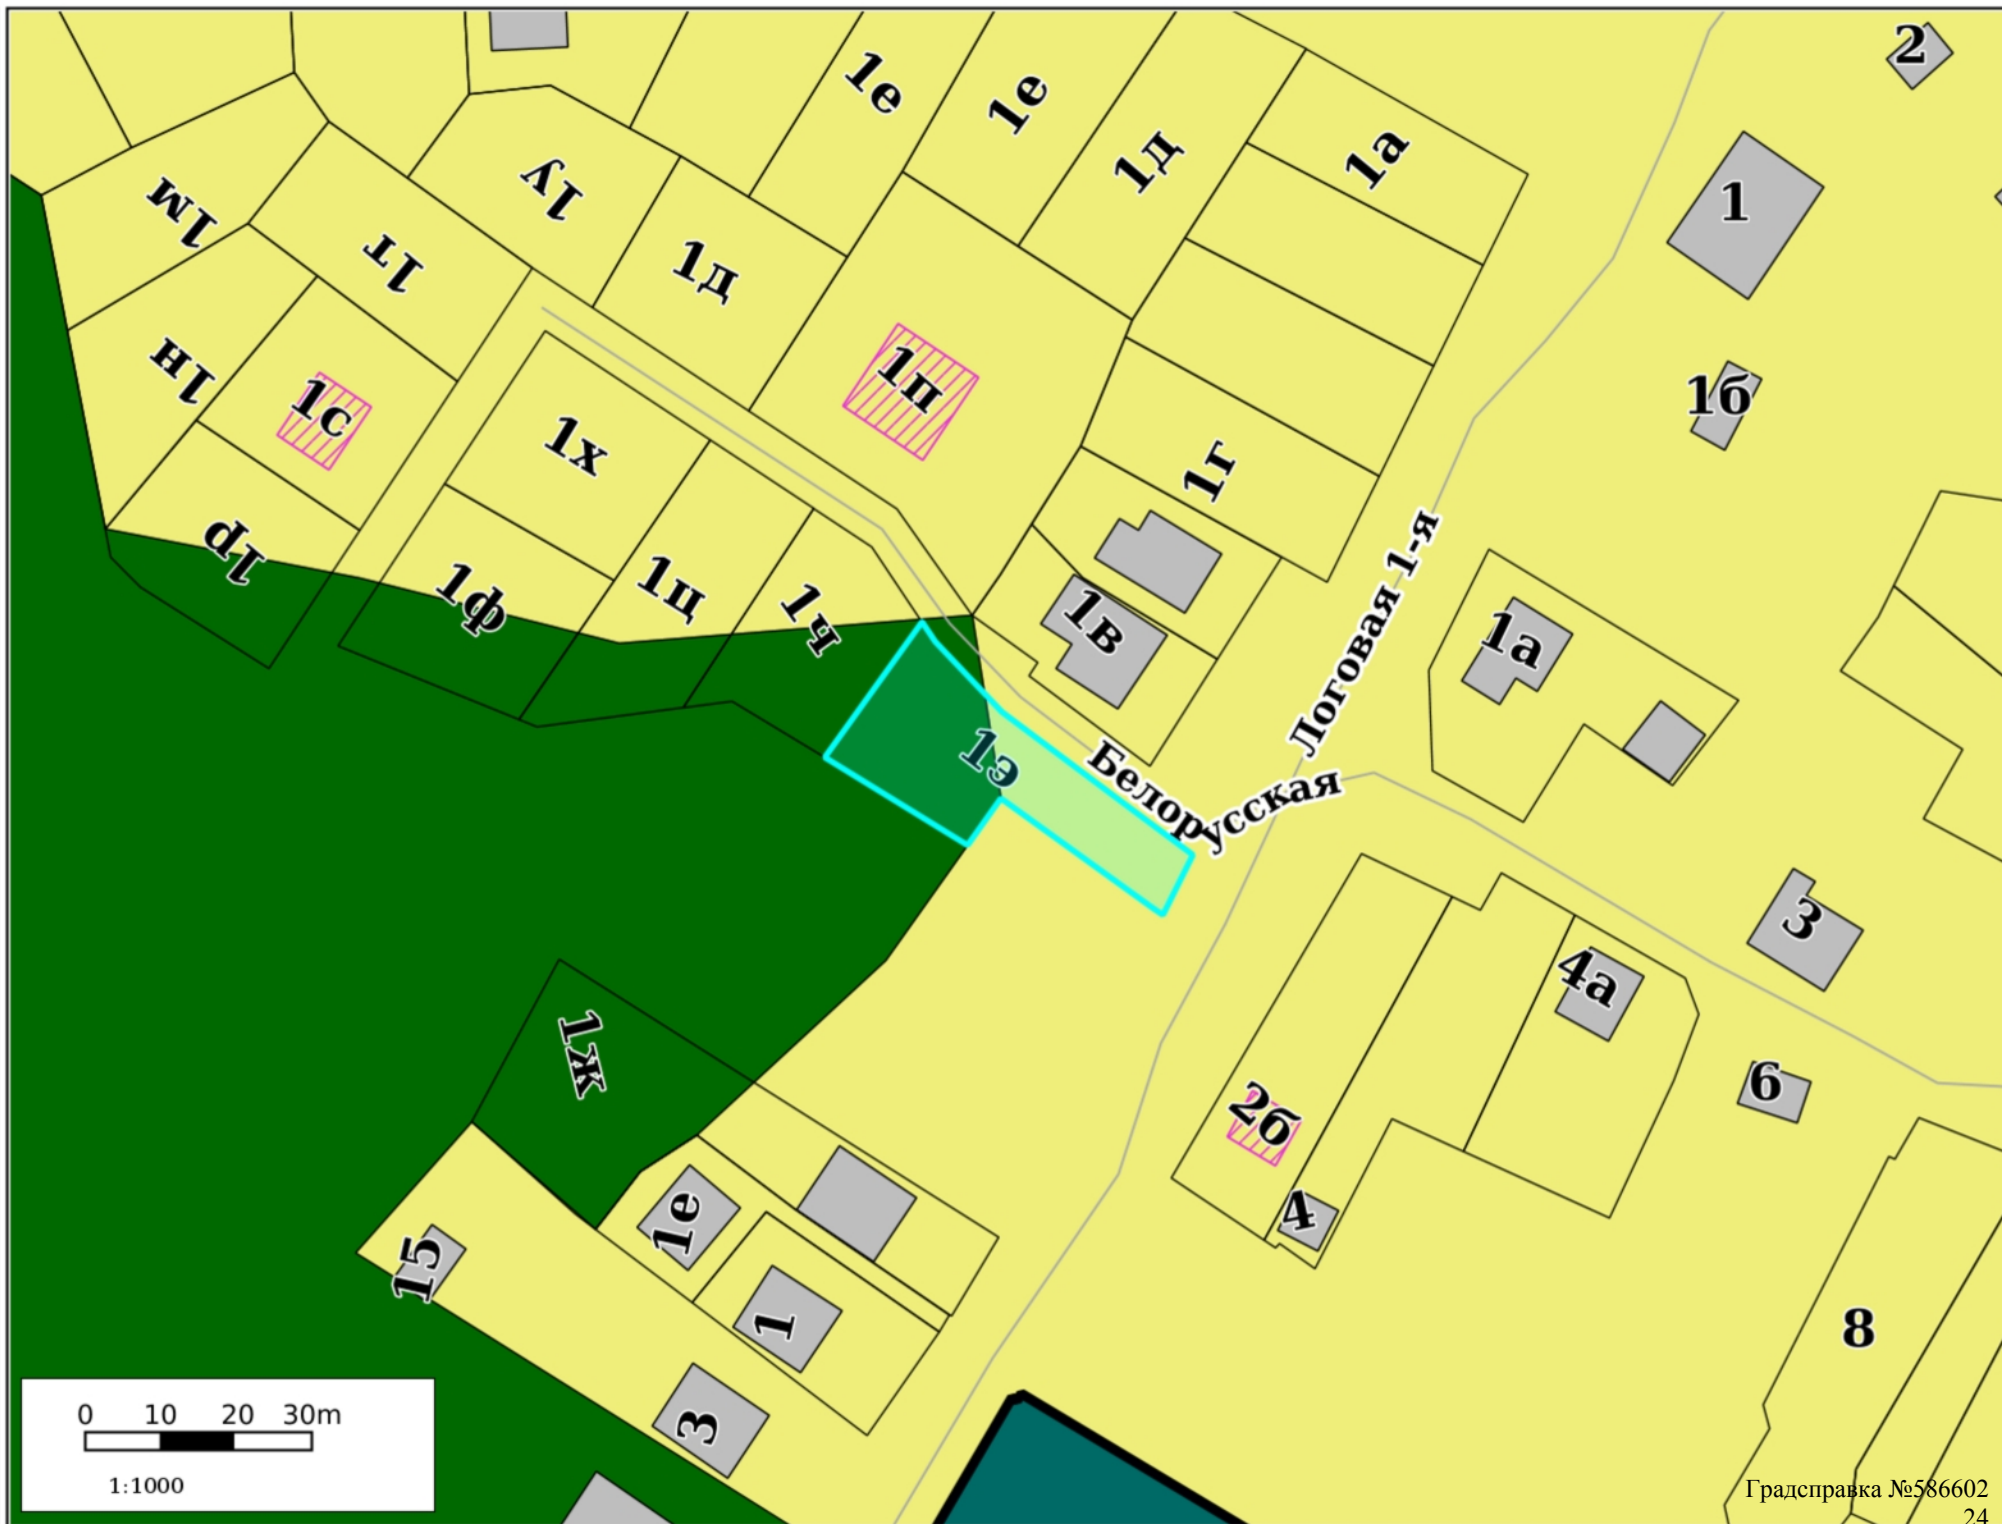 2
1е
1е
1д
1а
1у
1м
1т
1д
1
1н
1с
1п
1б
1х
1г
1р
1ф
1ц
1ч
1в
Логовая 1-я
1а
1э
Белорусская
3
4а
1ж
2б
6
1е
4
15
1
8
3
0 10 20 30m
1:1000
Градсправка №586602
24